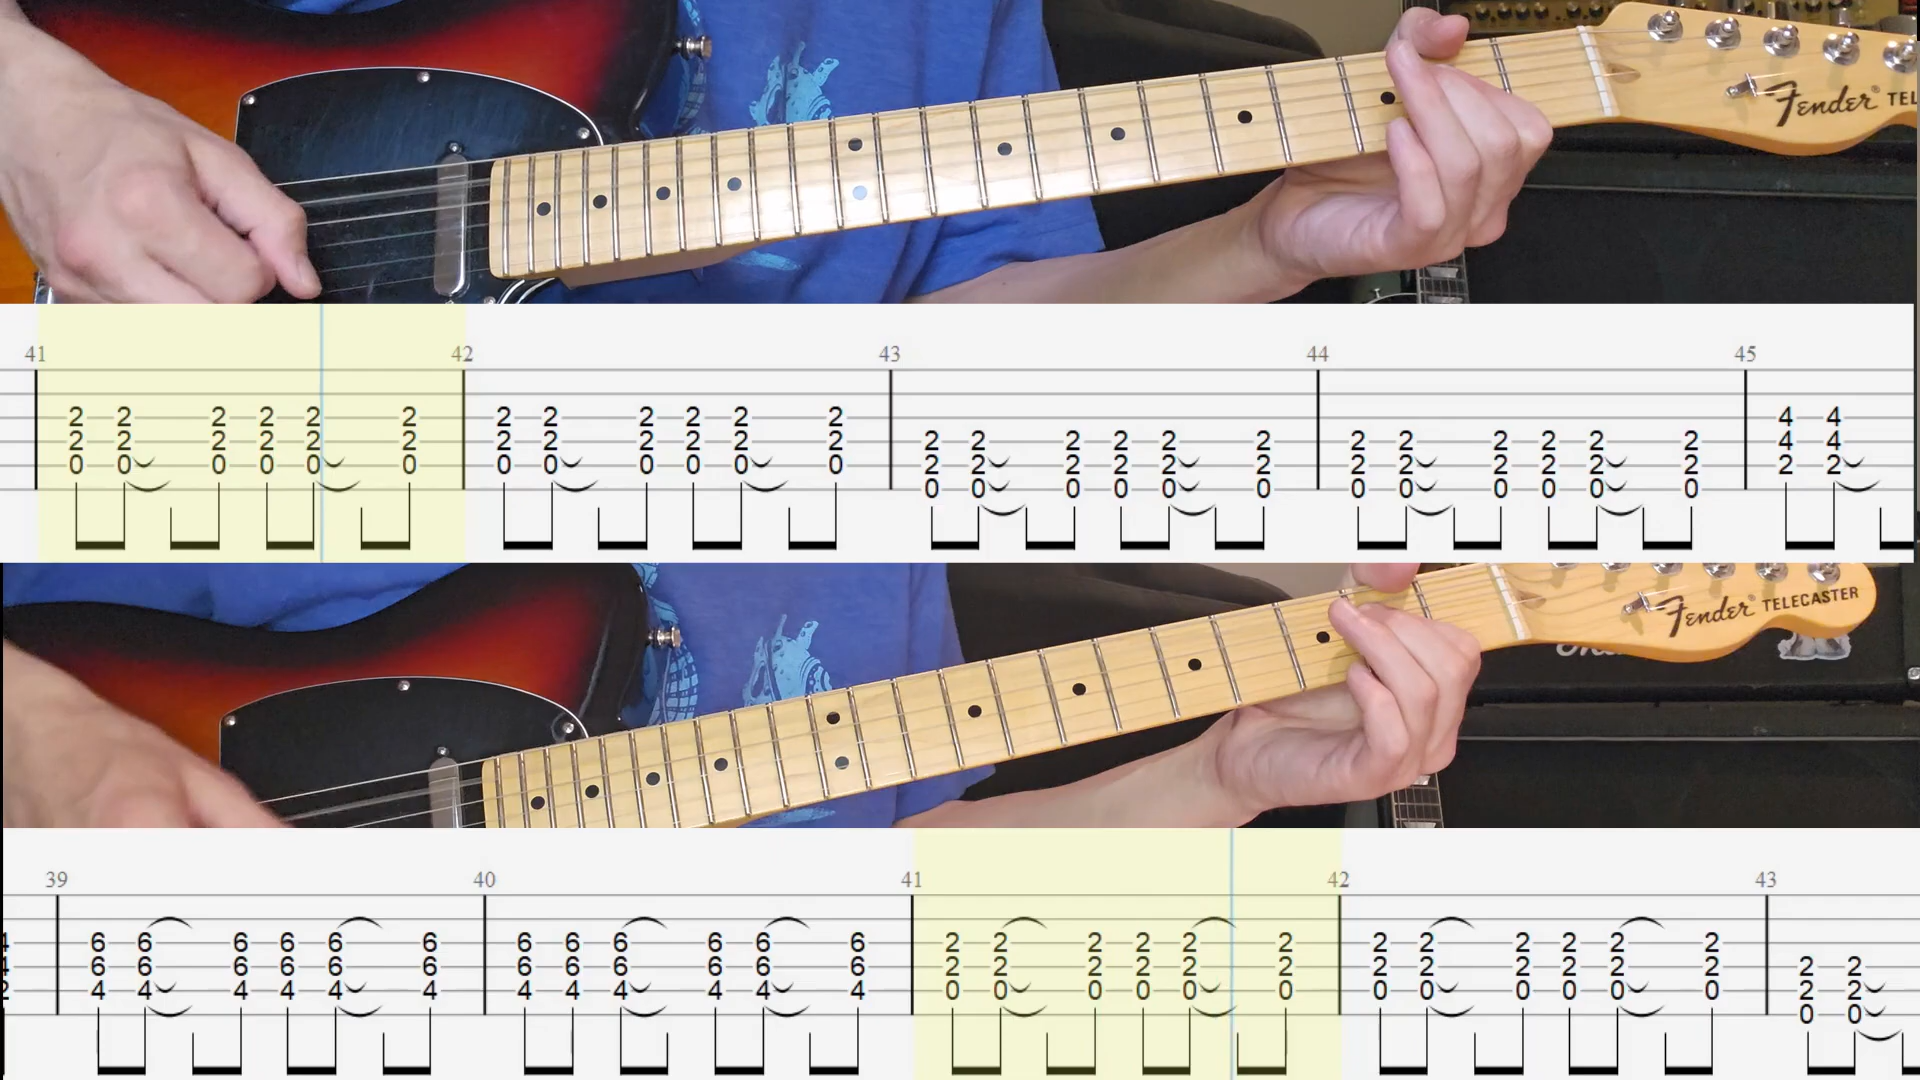 Fender® TEL
41 42 43 44 45
2 2 2 2 2 2 2 2 2 2 2 2 4 4
2 2 2 2 2 2 2 2 2 2 2 2 2 2 2 2 2 2 2 2 2 2 2 2 4 4
0 0 0 0 0 0 0 0 0 0 0 0 2 2 2 2 2 2 2 2 2 2 2 2 2 2
0 0 0 0 0 0 0 0 0 0 0 0
Fender® TELECASTER
39 40 41 42 43
6 6 6 6 6 6 6 6 6 6 6 6 2 2 2 2 2 2 2 2 2 2 2 2
6 6 6 6 6 6 6 6 6 6 6 6 2 2 2 2 2 2 2 2 2 2 2 2 2 2
4 4 4 4 4 4 4 4 4 4 4 4 0 0 0 0 0 0 0 0 0 0 0 0 2 2
0 0